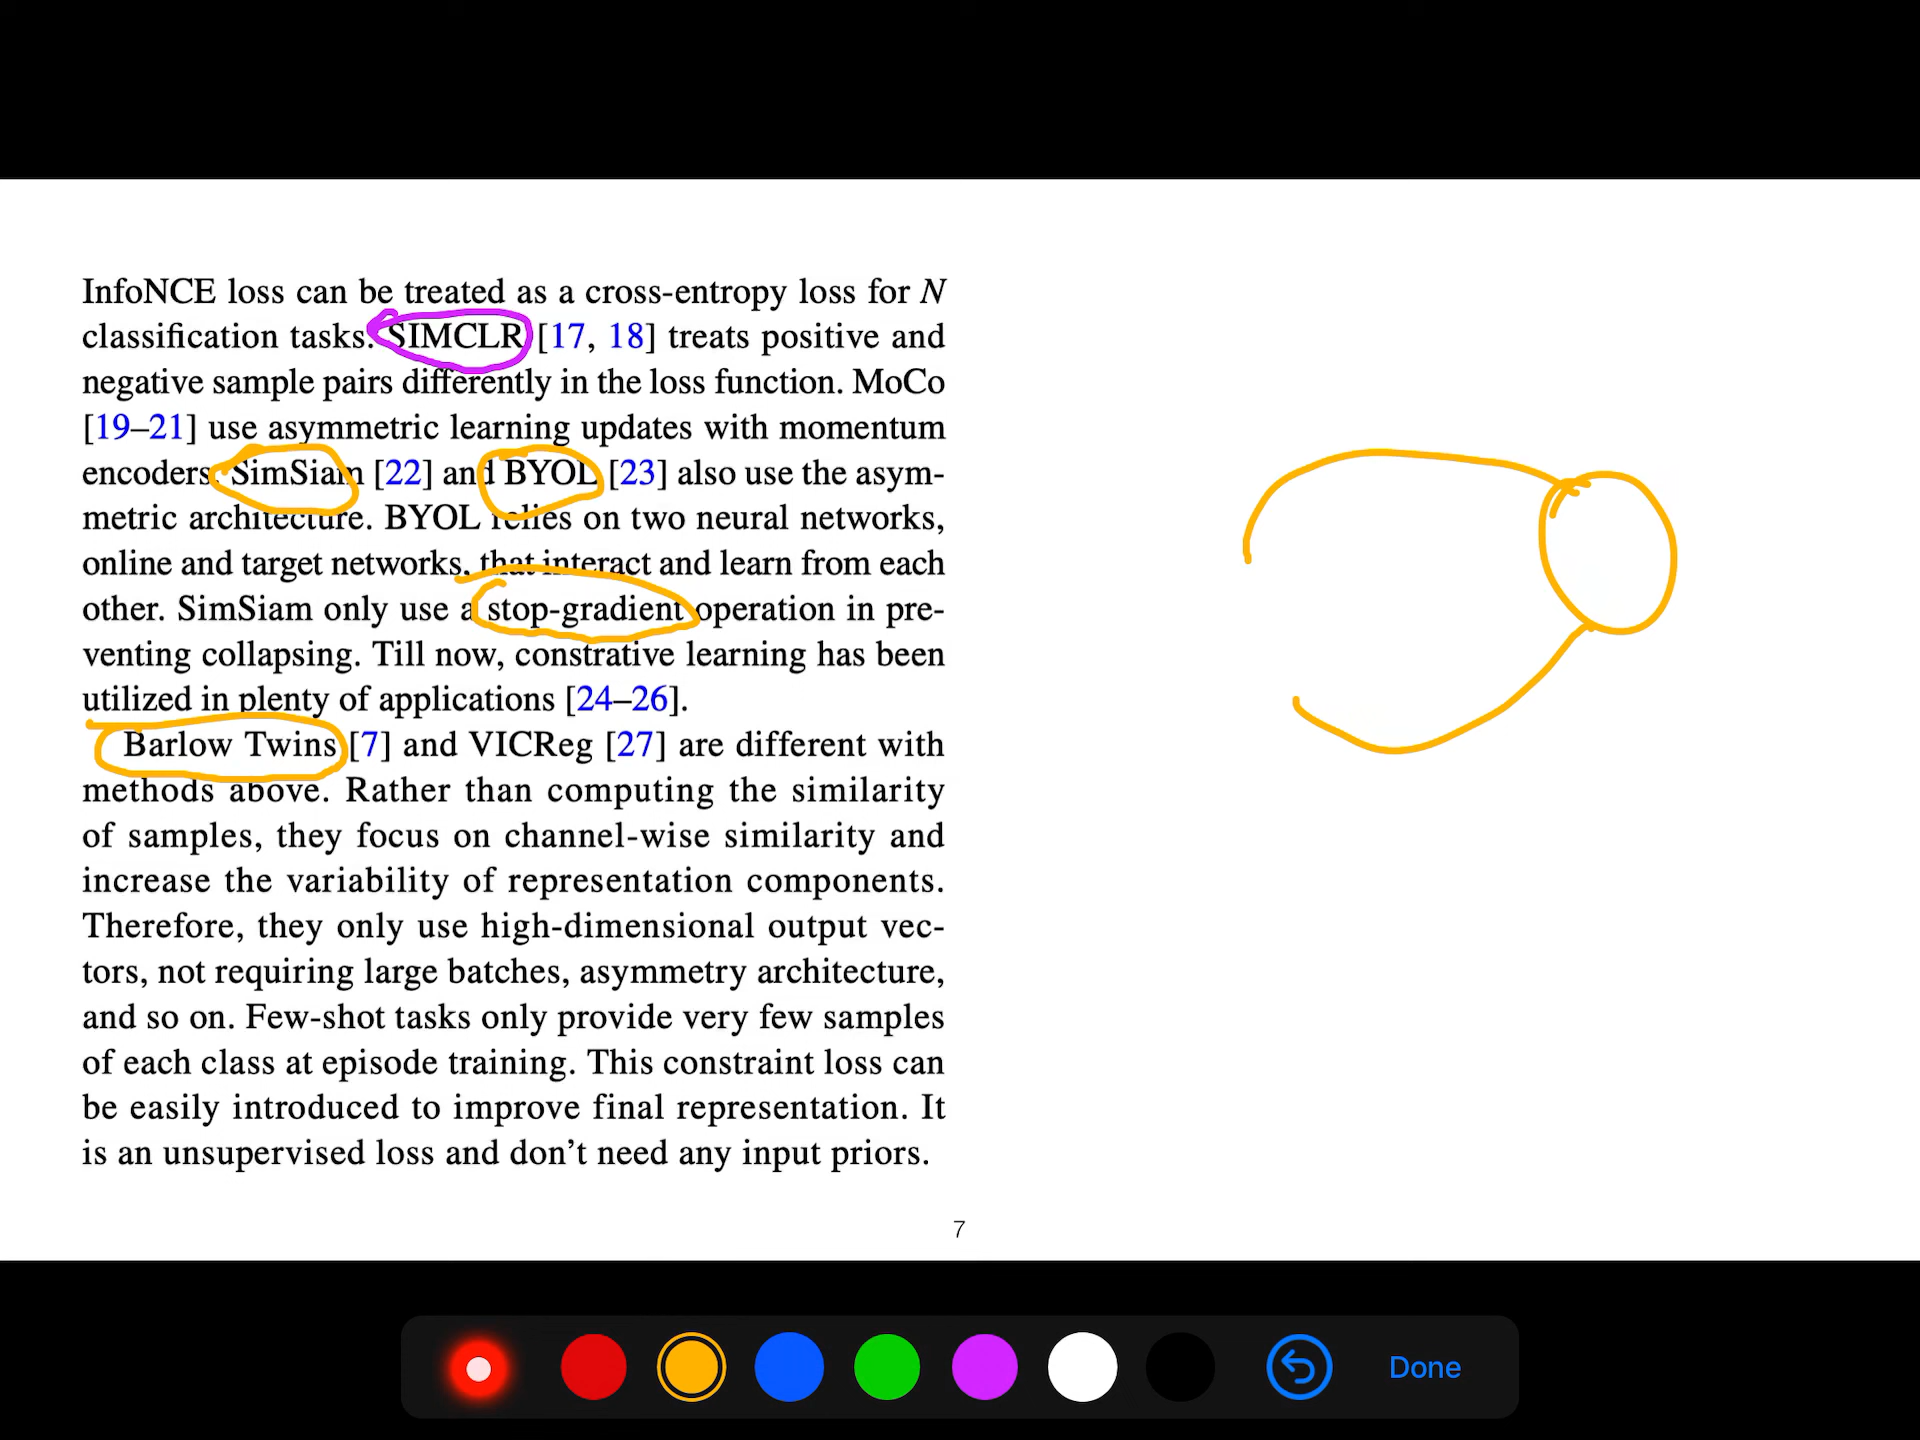 InfoNCE loss can be treated as a cross-entropy loss for N
classification tasks. SIMCLR [17, 18] treats positive and
negative sample pairs differently in the loss function. MoCo
[19–21] use asymmetric learning updates with momentum
encoders. SimSiam [22] and BYOL [23] also use the asym-
metric architecture. BYOL relies on two neural networks,
online and target networks, that interact and learn from each
other. SimSiam only use a stop-gradient operation in pre-
venting collapsing. Till now, constrative learning has been
utilized in plenty of applications [24–26].
Barlow Twins [7] and VICReg [27] are different with
methods above. Rather than computing the similarity
of samples, they focus on channel-wise similarity and
increase the variability of representation components.
Therefore, they only use high-dimensional output vec-
tors, not requiring large batches, asymmetry architecture,
and so on. Few-shot tasks only provide very few samples
of each class at episode training. This constraint loss can
be easily introduced to improve final representation. It
is an unsupervised loss and don’t need any input priors.
7
Done